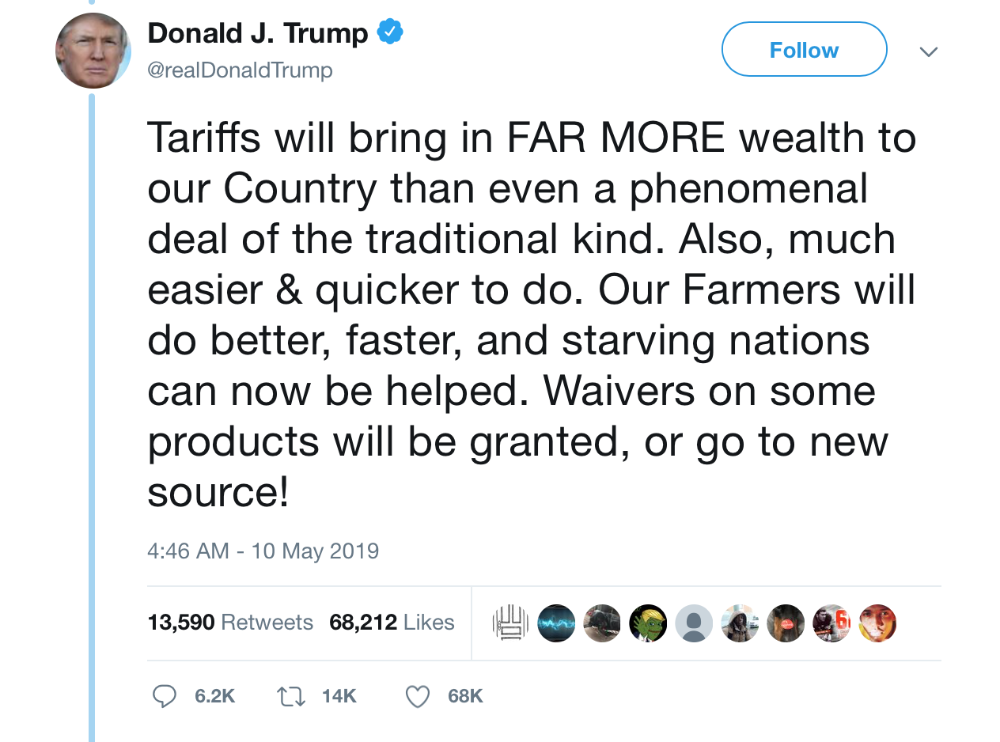 Donald J. Trump
@realDonaldTrump
Follow
Tariffs will bring in FAR MORE wealth to
our Country than even a phenomenal
deal of the traditional kind. Also, much
easier & quicker to do. Our Farmers will
do better, faster, and starving nations
can now be helped. Waivers on some
products will be granted, or go to new
source!
4:46 AM - 10 May 2019
13,590 Retweets 68,212 Likes
6.2K 14K 68K